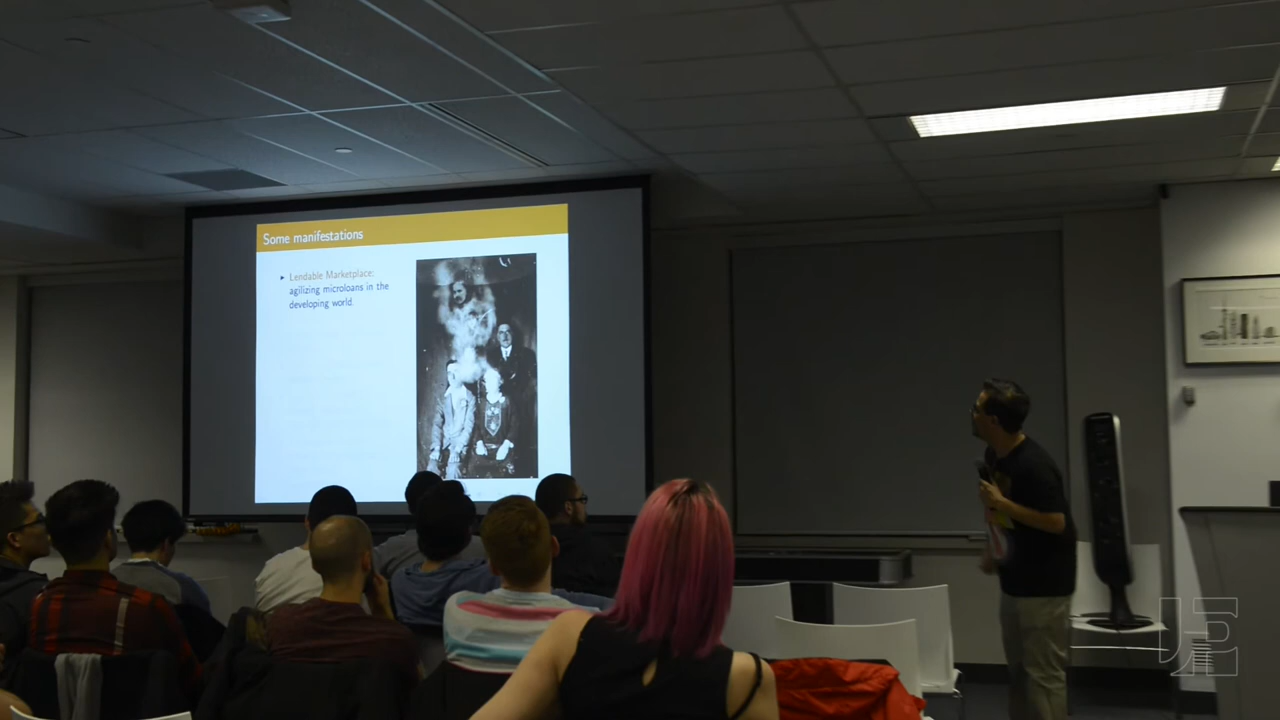 Some manifestations
▸ Lendable Marketplace:
agilizing microloans in the
developing world.